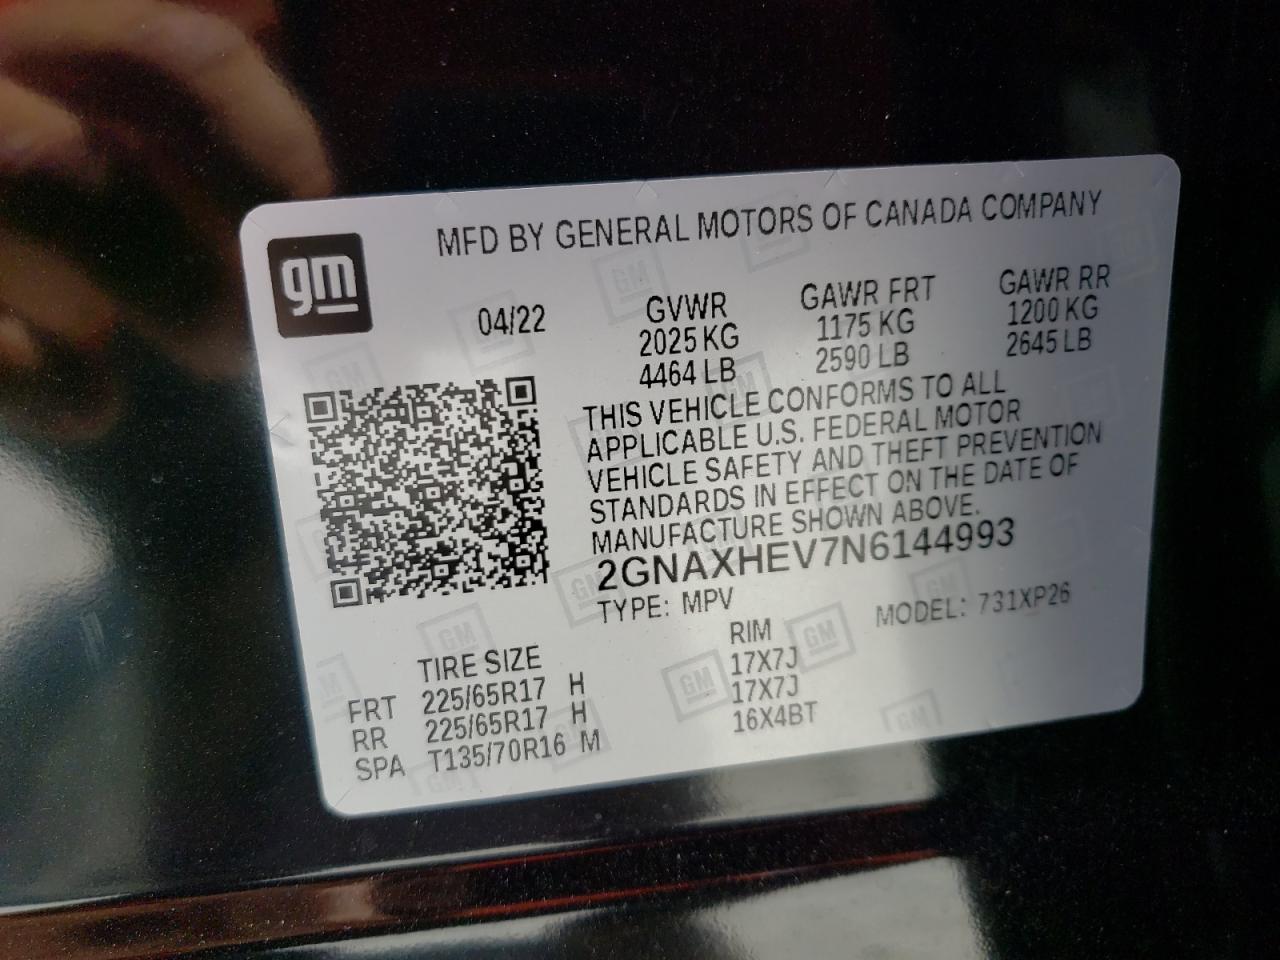 MFD BY GENERAL MOTORS OF CANADA COMPANY
gm
04/22
GVWR
2025 KG
4464 LB
GAWR FRT
1175 KG
2590 LB
GAWR RR
1200 KG
2645 LB
THIS VEHICLE CONFORMS TO ALL
APPLICABLE U.S. FEDERAL MOTOR
VEHICLE SAFETY AND THEFT PREVENTION
STANDARDS IN EFFECT ON THE DATE OF
MANUFACTURE SHOWN ABOVE.
2GNAXHEV7N6144993
TYPE: MPV MODEL: 731XP26
TIRE SIZE RIM
FRT 225/65R17 H 17X7J
RR 225/65R17 H 17X7J
SPA T135/70R16 M 16X4BT